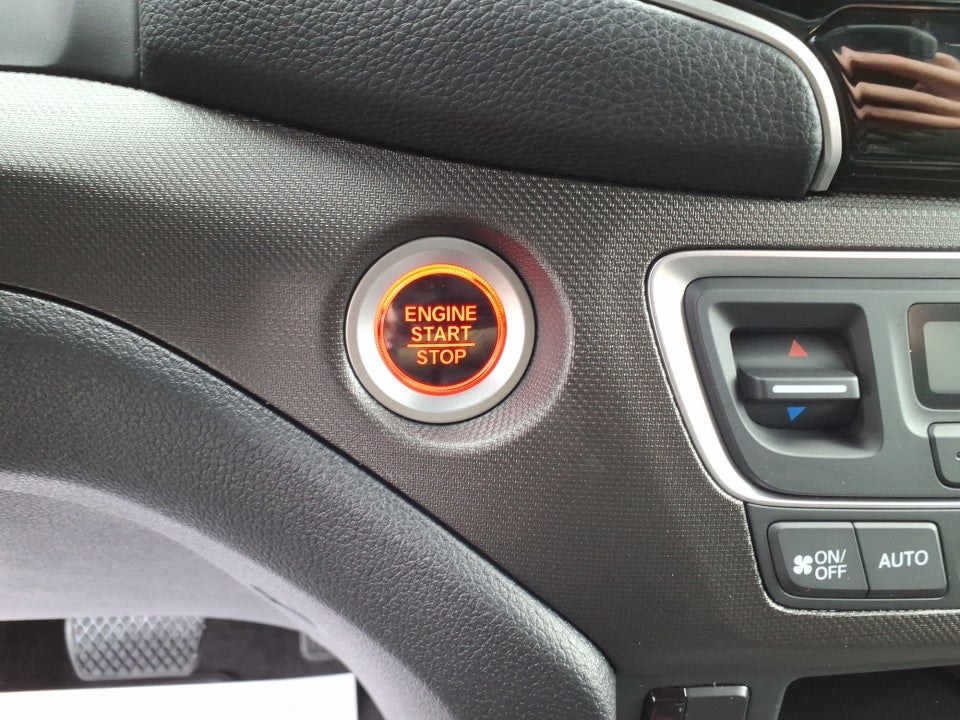 ENGINE
START
STOP
ON/
OFF
AUTO